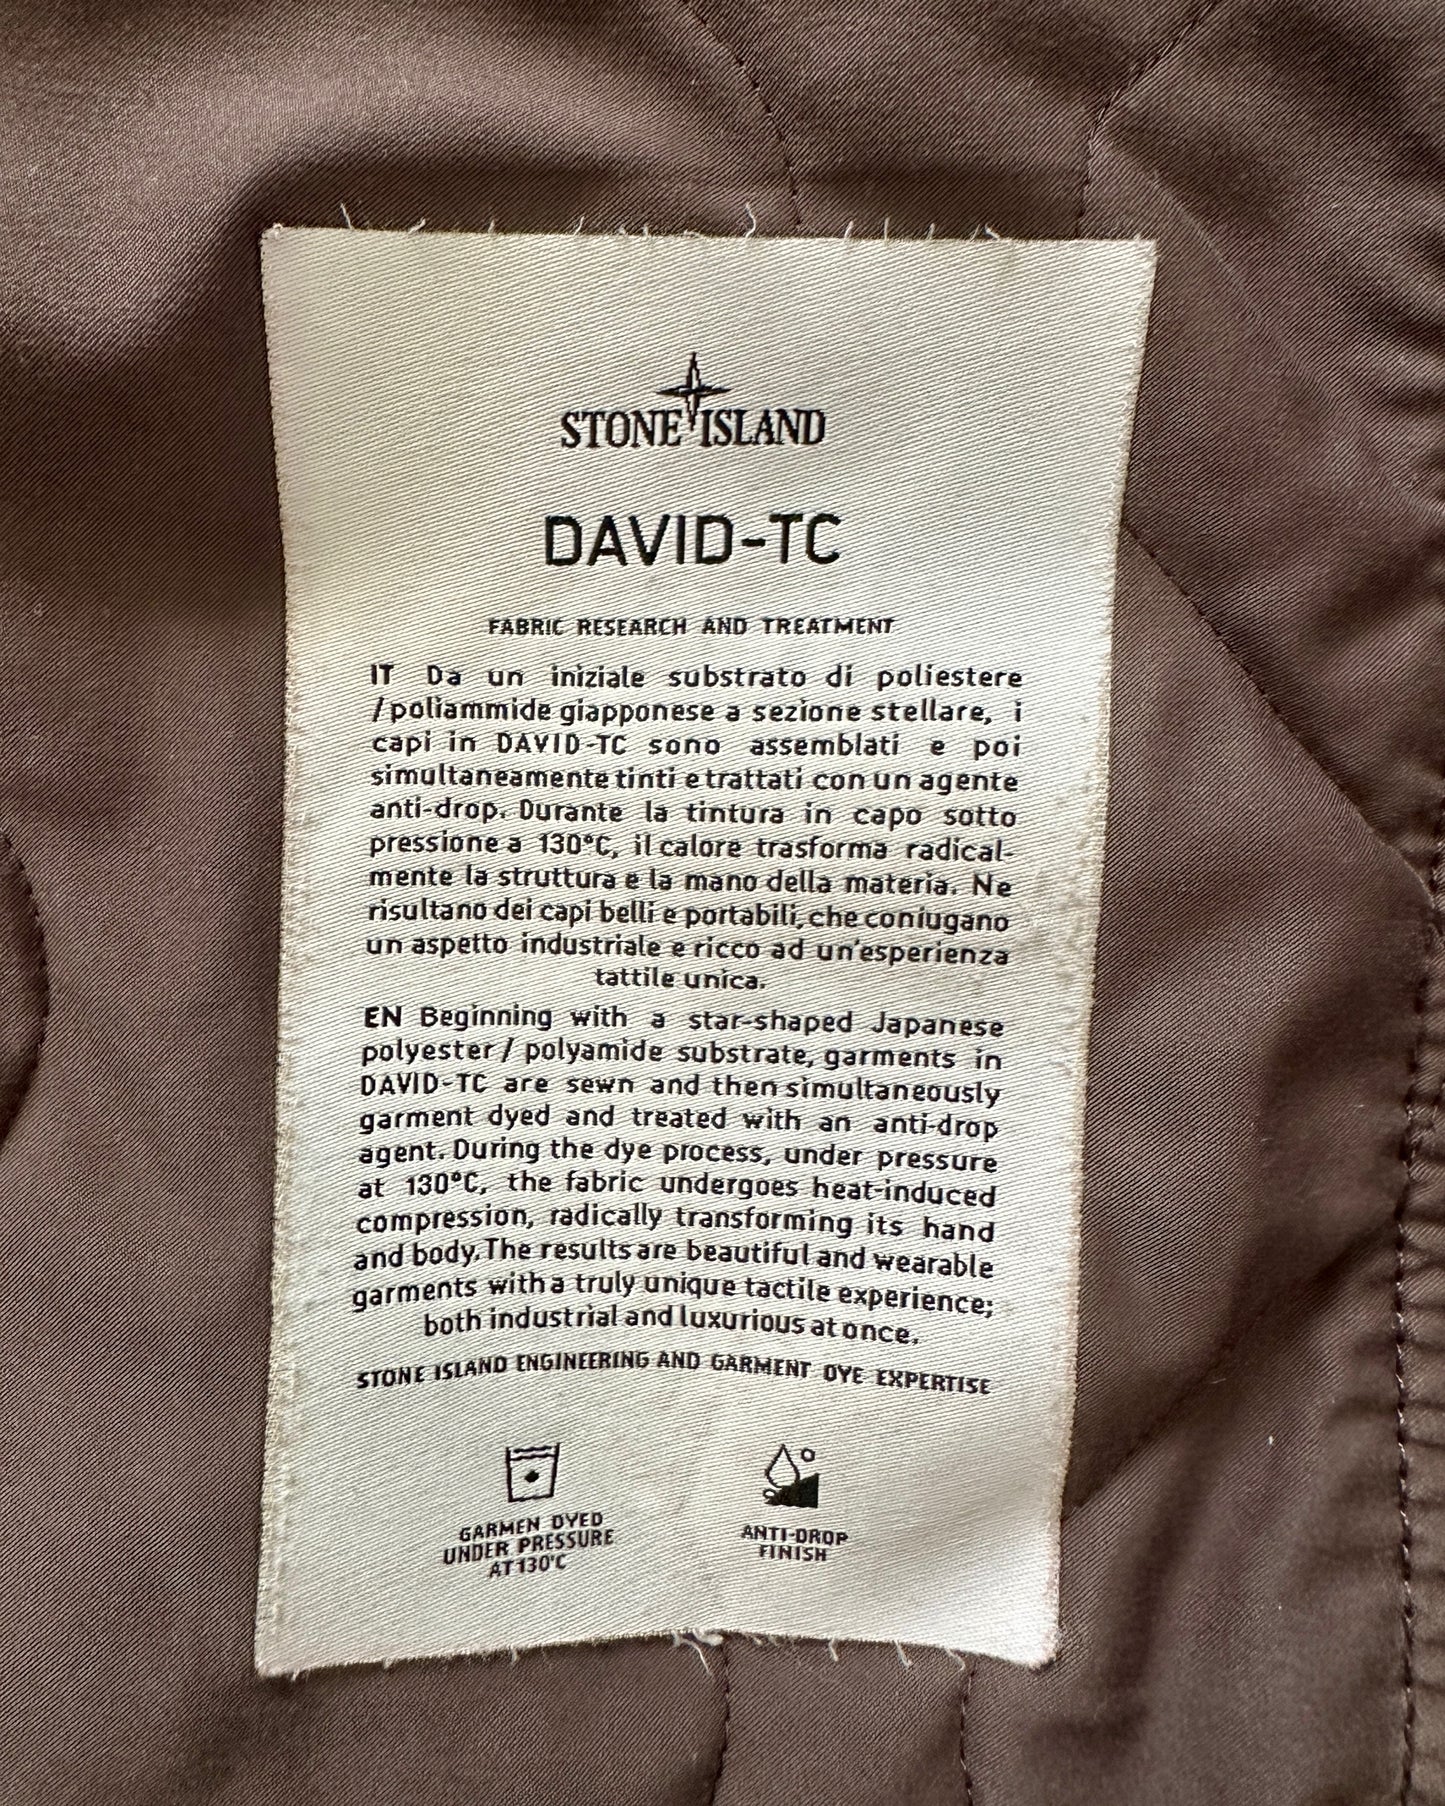 STONE ISLAND
DAVID-TC
FABRIC RESEARCH AND TREATMENT
IT Da un iniziale substrato di poliestere
/poliammide giapponese a sezione stellare, i
capi in DAVID-TC sono assemblati e poi
simultaneamente tinti e trattati con un agente
anti-drop. Durante la tintura in capo sotto
pressione a 130°C, il calore trasforma radical-
mente la struttura e la mano della materia. Ne
risultano dei capi belli e portabili, che coniugano
un aspetto industriale e ricco ad un'esperienza
tattile unica.
EN Beginning with a star-shaped Japanese
polyester / polyamide substrate, garments in
DAVID-TC are sewn and then simultaneously
garment dyed and treated with an anti-drop
agent. During the dye process, under pressure
at 130°C, the fabric undergoes heat-induced
compression, radically transforming its hand
and body. The results are beautiful and wearable
garments with a truly unique tactile experience;
both industrial and luxurious at once.
STONE ISLAND ENGINEERING AND GARMENT DYE EXPERTISE
GARMEN DYED
UNDER PRESSURE
AT 130°C
ANTI-DROP
FINISH